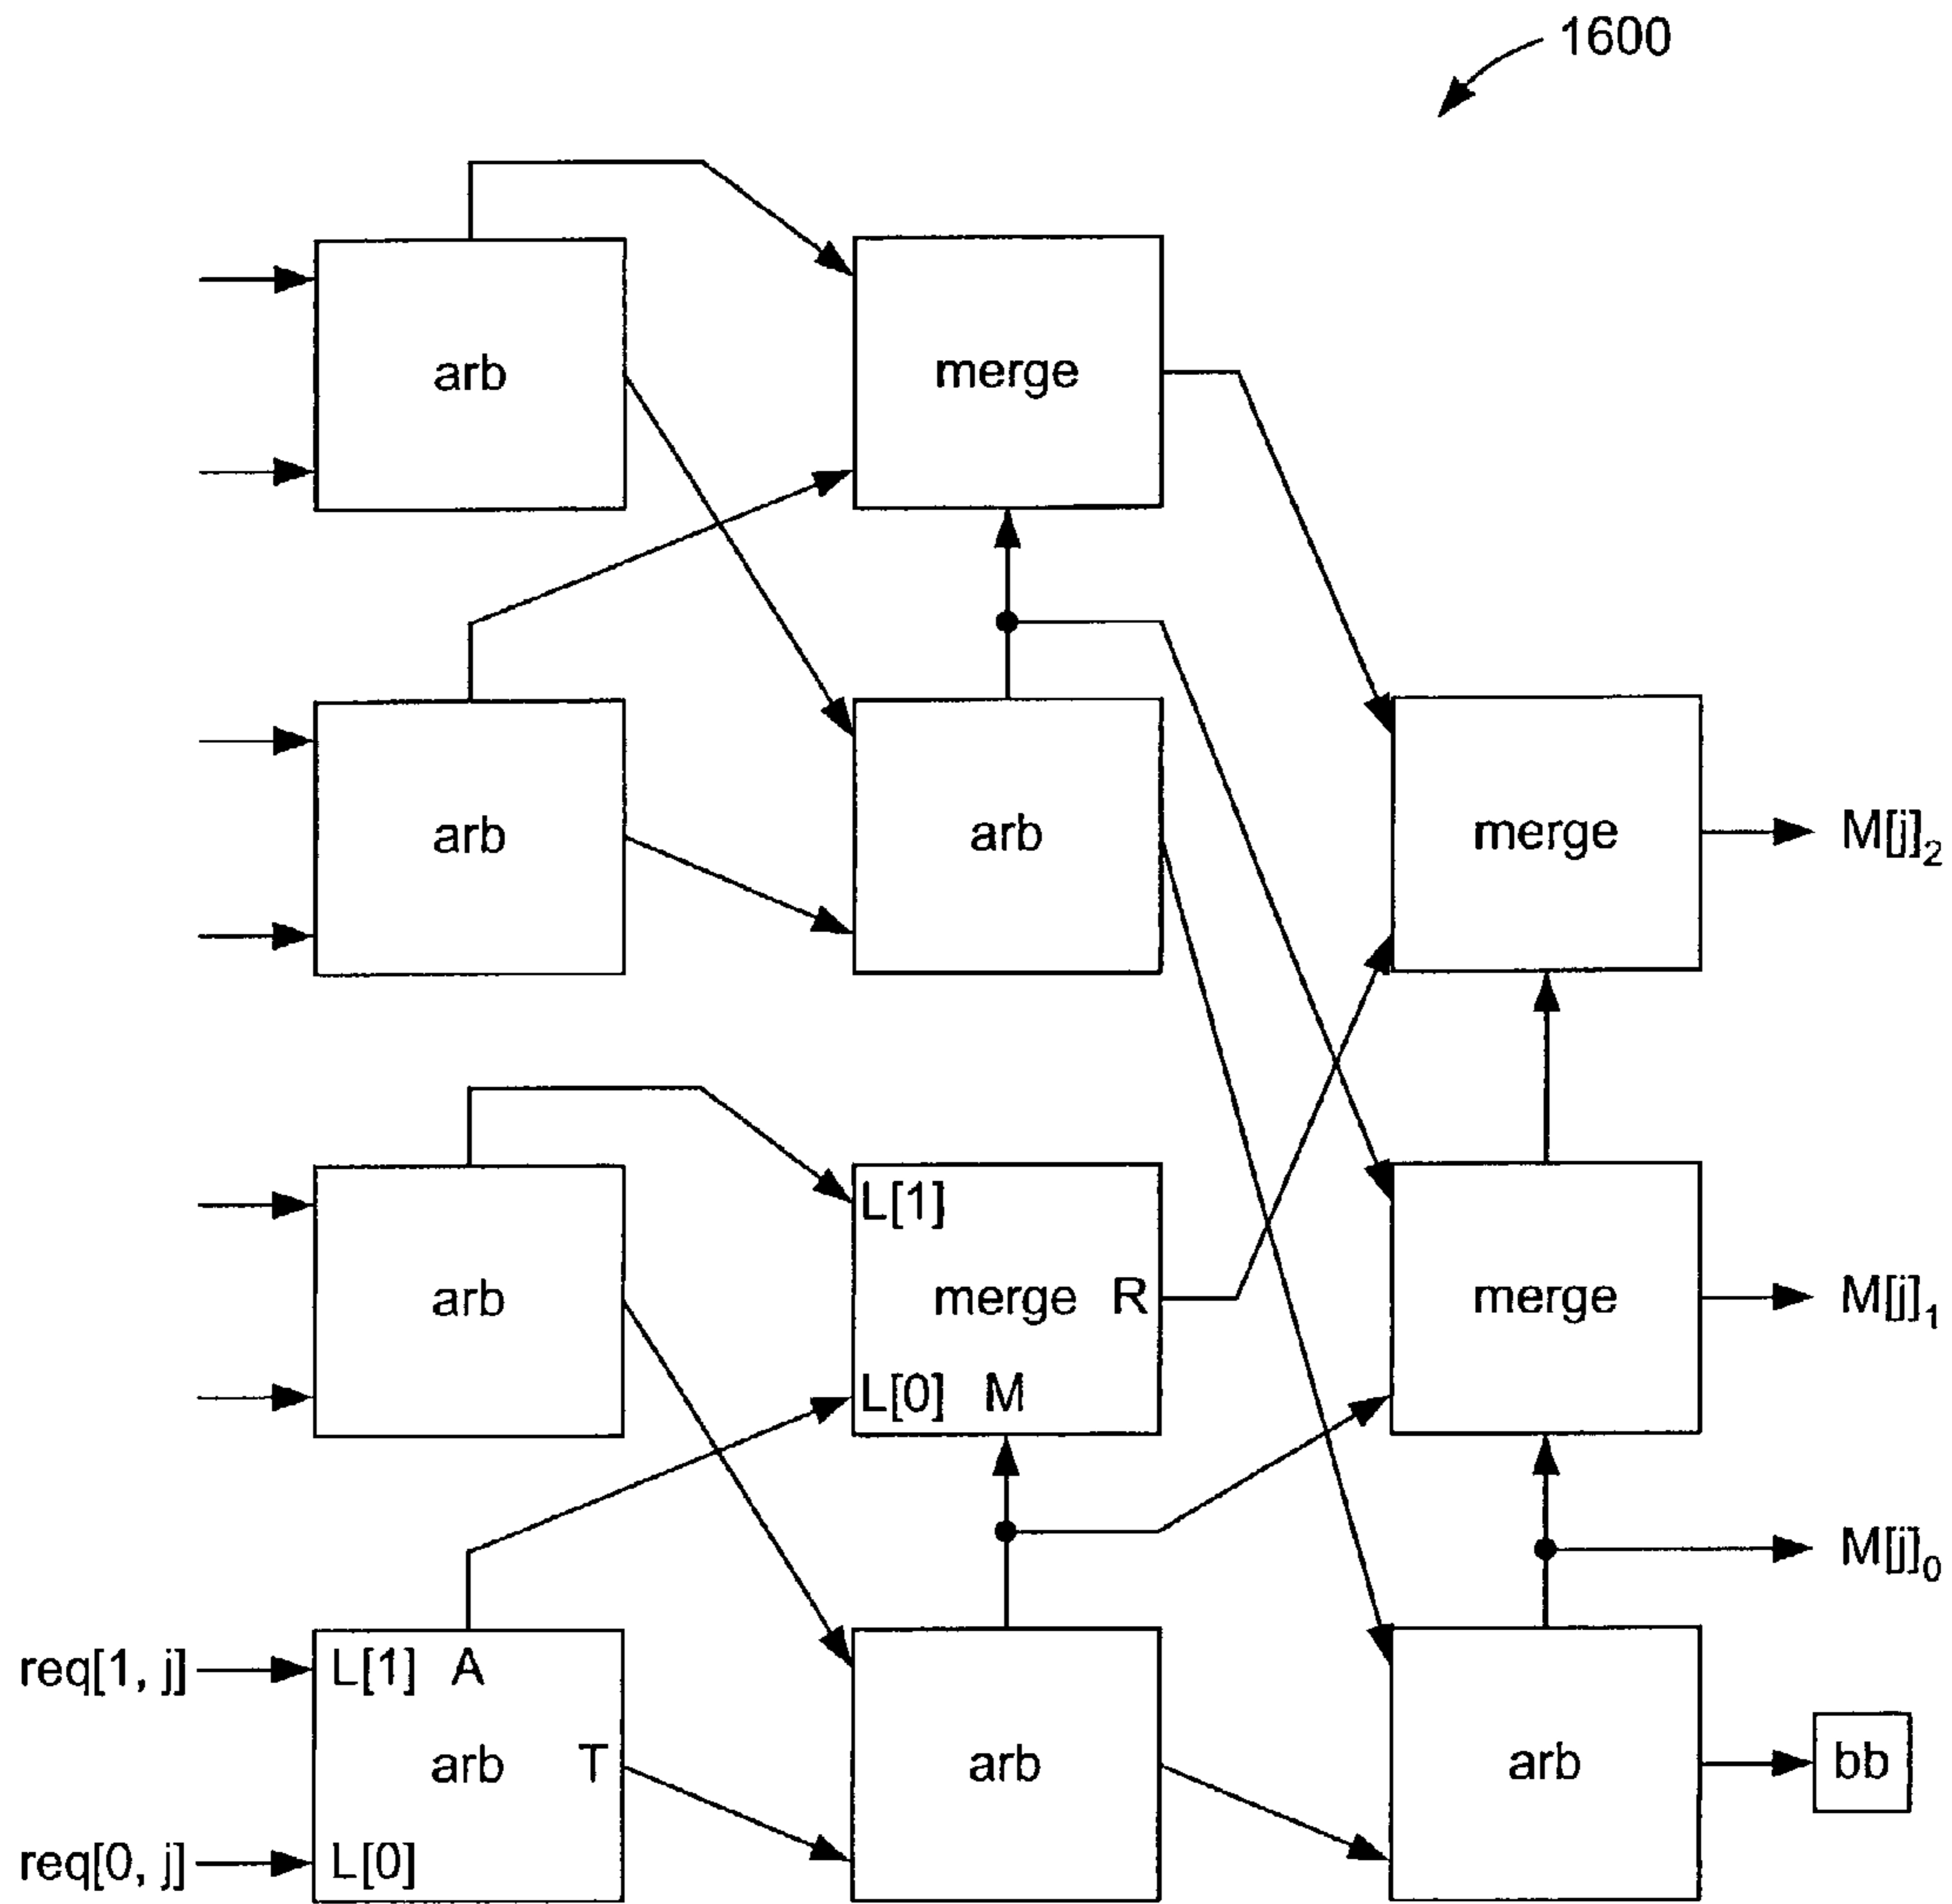 1600
arb
merge
arb
arb
merge
M[j]2
arb
L[1]
merge R
L[0] M
merge
M[j]1
M[j]0
req[1, j]
L[1] A
arb T
req[0, j]
L[0]
arb
arb
bb